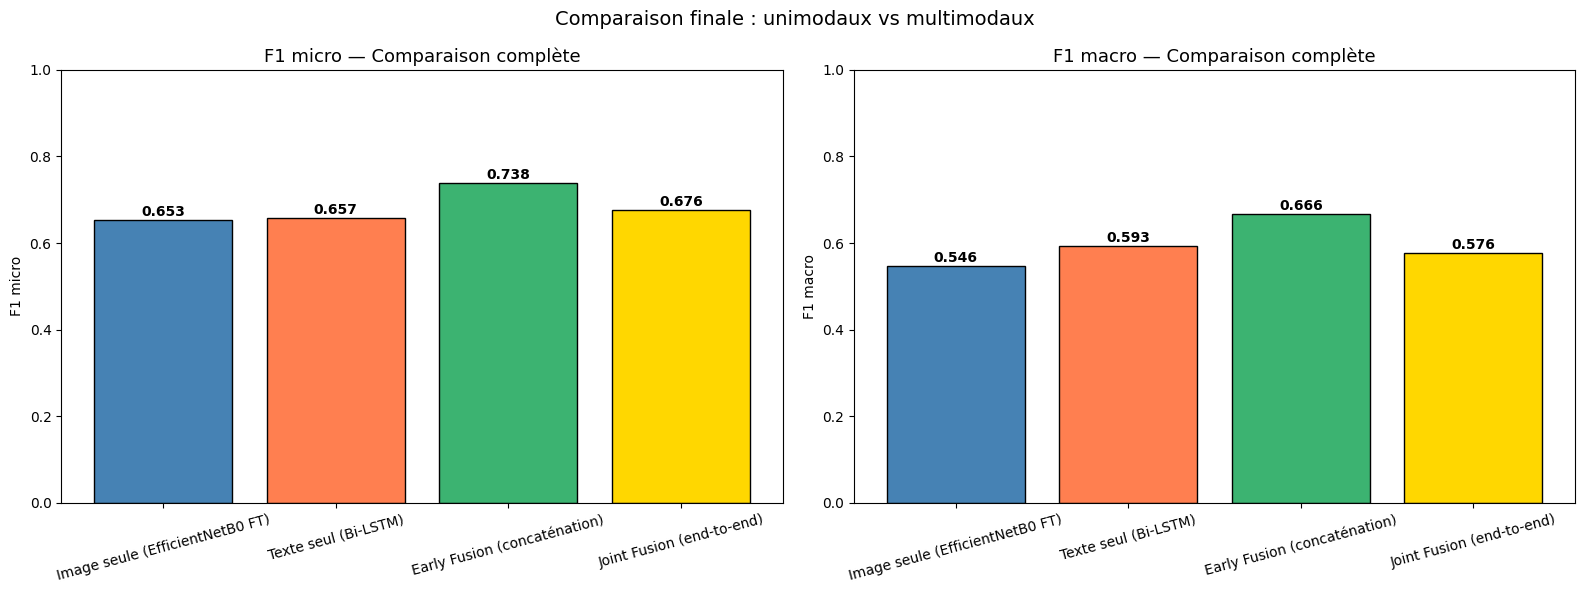 Comparaison finale : unimodaux vs multimodaux
F1 micro — Comparaison complète
F1 micro
1.0
0.8
0.6
0.4
0.2
0.0
0.653
0.657
0.738
0.676
Image seule (EfficientNetB0 FT)
Texte seul (Bi-LSTM)
Early Fusion (concaténation)
Joint Fusion (end-to-end)
F1 macro — Comparaison complète
F1 macro
1.0
0.8
0.6
0.4
0.2
0.0
0.546
0.593
0.666
0.576
Image seule (EfficientNetB0 FT)
Texte seul (Bi-LSTM)
Early Fusion (concaténation)
Joint Fusion (end-to-end)